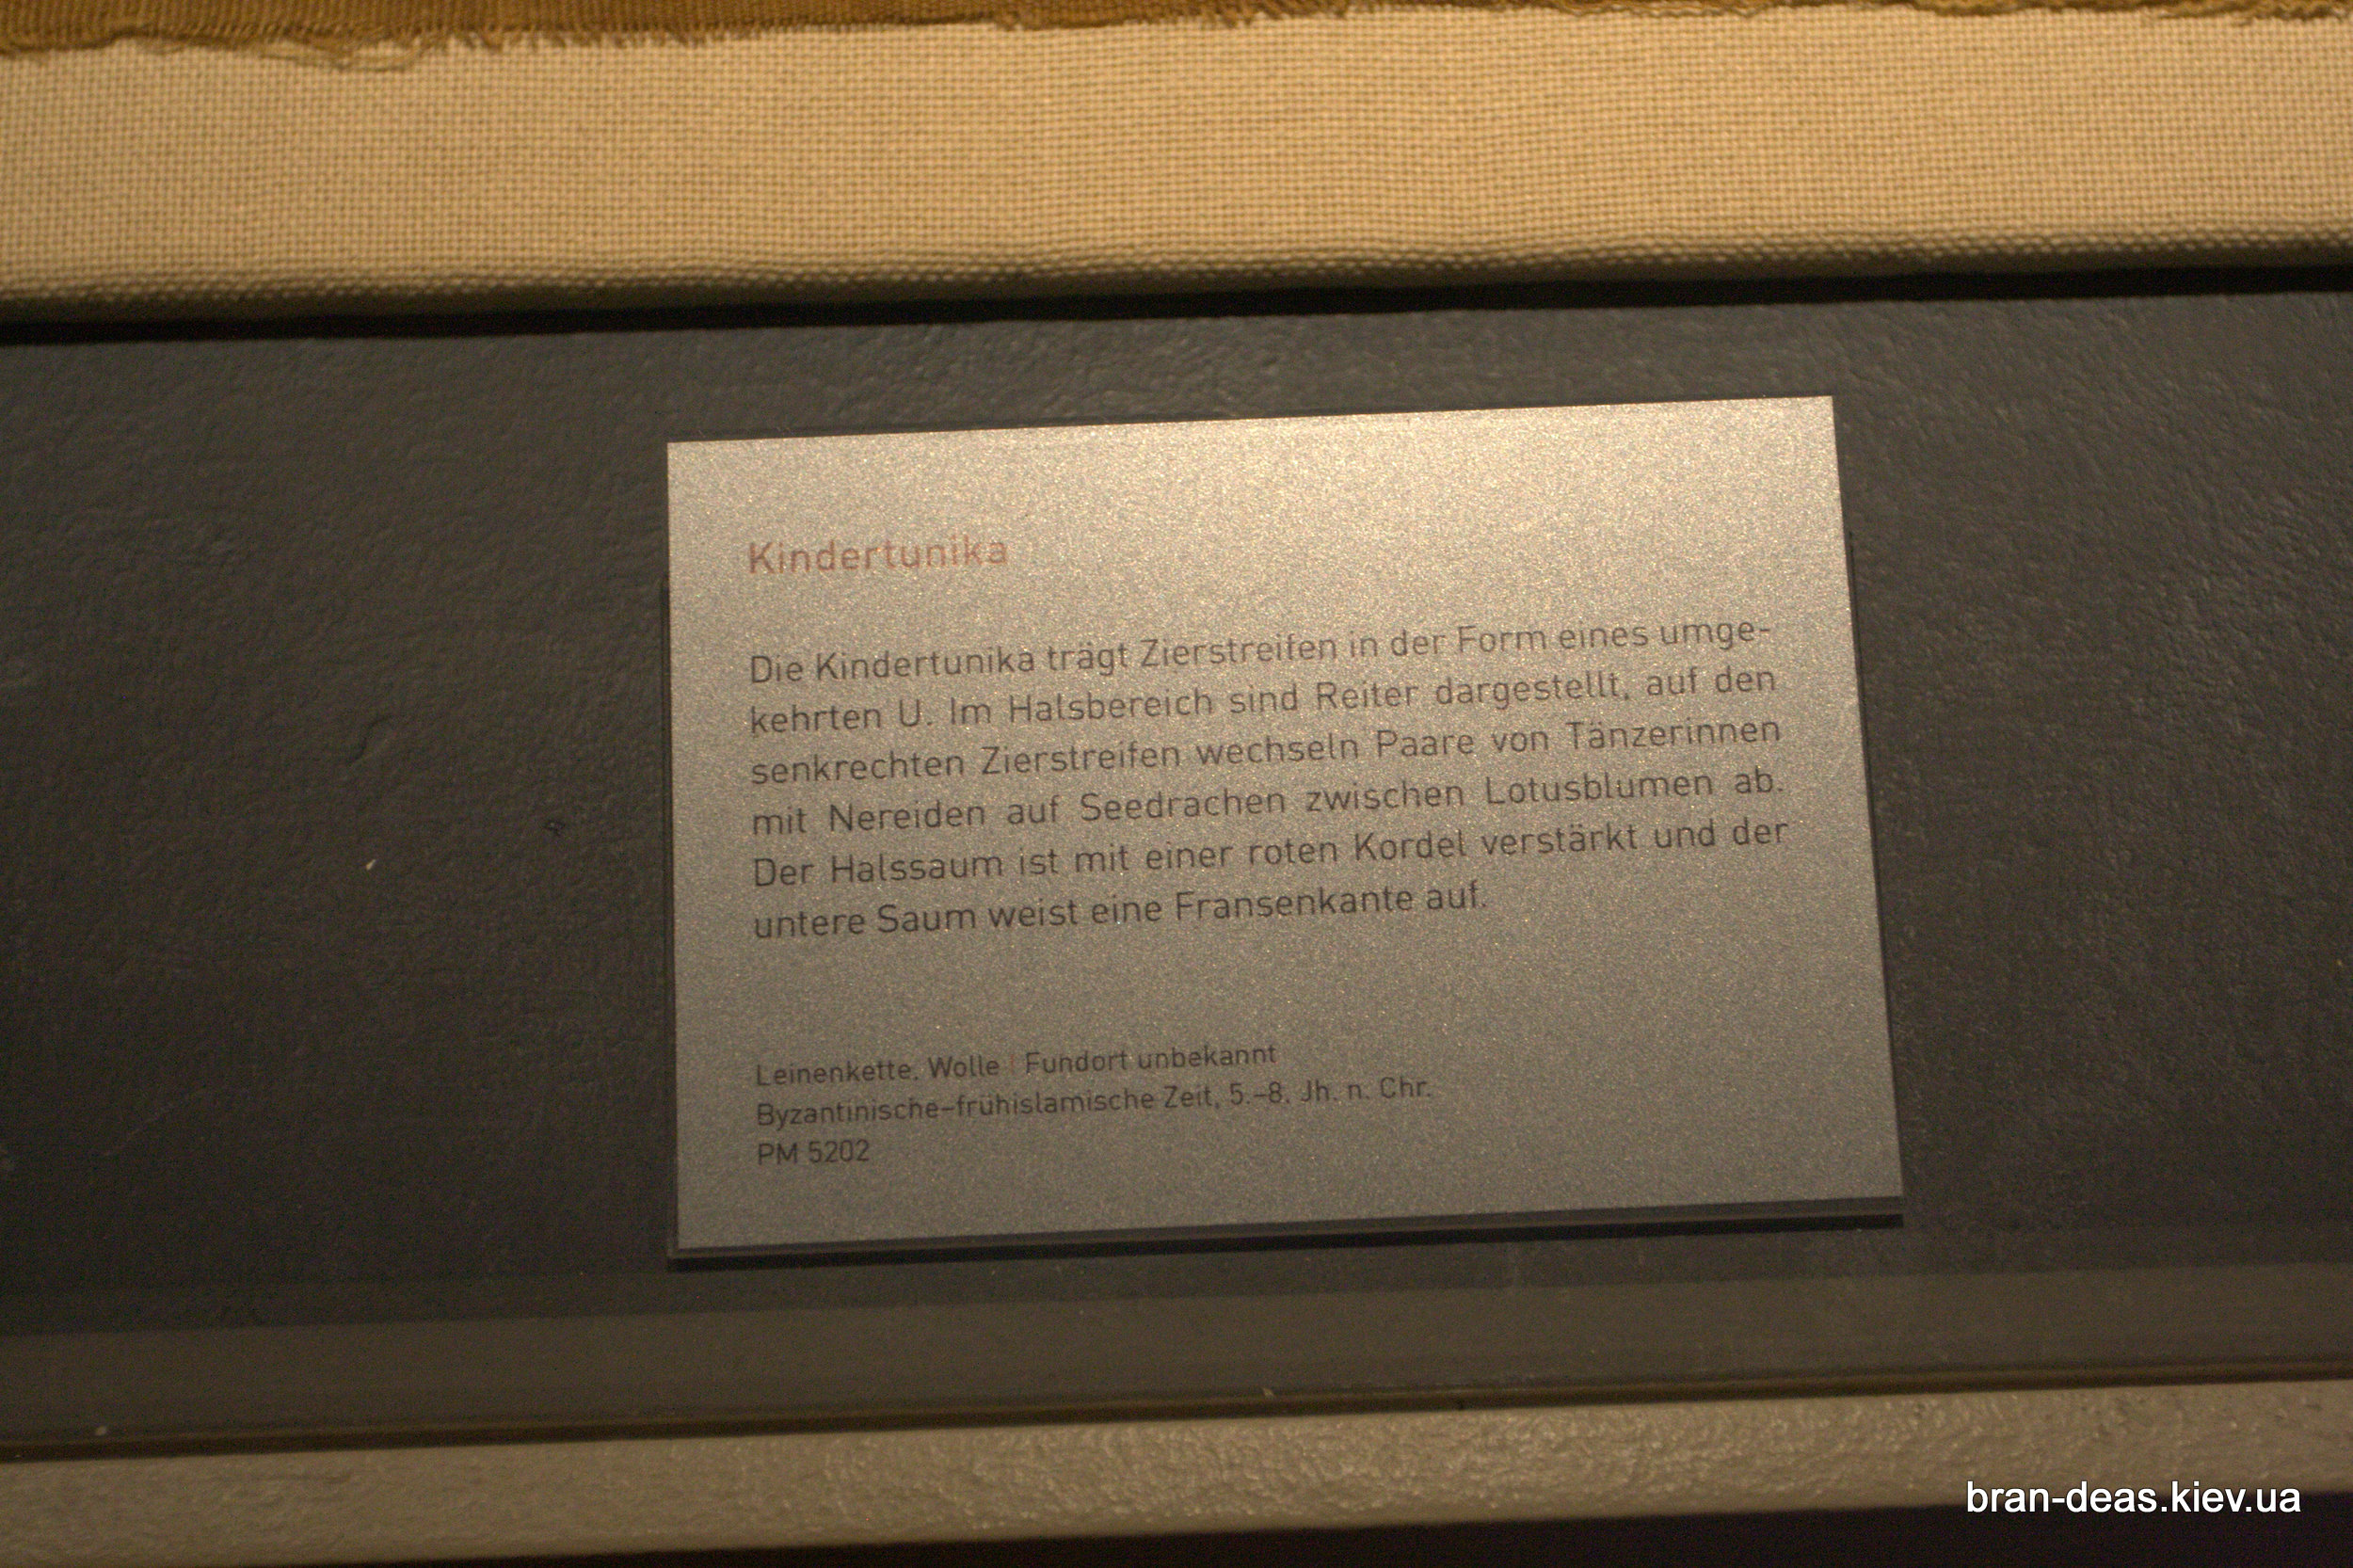 Kindertunika
Die Kindertunika trägt Zierstreifen in der Form eines umge-
kehrten U. Im Halsbereich sind Reiter dargestellt, auf den
senkrechten Zierstreifen wechseln Paare von Tänzerinnen
mit Nereiden auf Seedrachen zwischen Lotusblumen ab.
Der Halssaum ist mit einer roten Kordel verstärkt und der
untere Saum weist eine Fransenkante auf.
Leinenkette, Wolle | Fundort unbekannt
Byzantinische–frühislamische Zeit, 5.–8. Jh. n. Chr.
PM 5202
bran-deas.kiev.ua